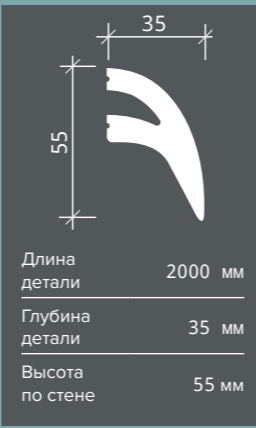 35
55
Длина
детали 2000 мм
Глубина
детали 35 мм
Высота
по стене 55 мм